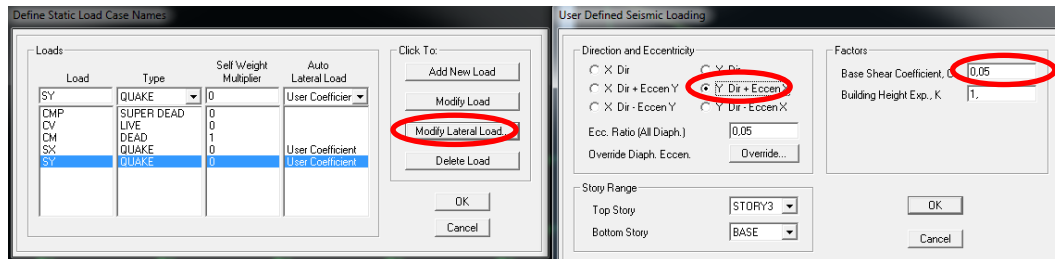 Define Static Load Case Names
Loads
Load Type Self Weight Multiplier Auto Lateral Load
SY QUAKE 0 User Coefficier
CMP SUPER DEAD 0
CV LIVE 0
CM DEAD 1
SX QUAKE 0 User Coefficient
SY QUAKE 0 User Coefficient
Click To:
Add New Load
Modify Load
Modify Lateral Load..
Delete Load
OK
Cancel
User Defined Seismic Loading
Direction and Eccentricity
X Dir Y Dir
X Dir + Eccen Y Y Dir + Eccen X
X Dir - Eccen Y Y Dir - Eccen X
Ecc. Ratio (All Diaph.) 0,05
Override Diaph. Eccen. Override...
Story Range
Top Story STORY3
Bottom Story BASE
Factors
Base Shear Coefficient, C 0,05
Building Height Exp., K 1,
OK
Cancel